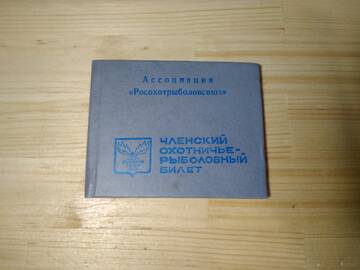 Ассоциация
«Росохотрыболовсоюз»
ЧЛЕНСКИЙ
ОХОТНИЧЬЕ-
РЫБОЛОВНЫЙ
БИЛЕТ